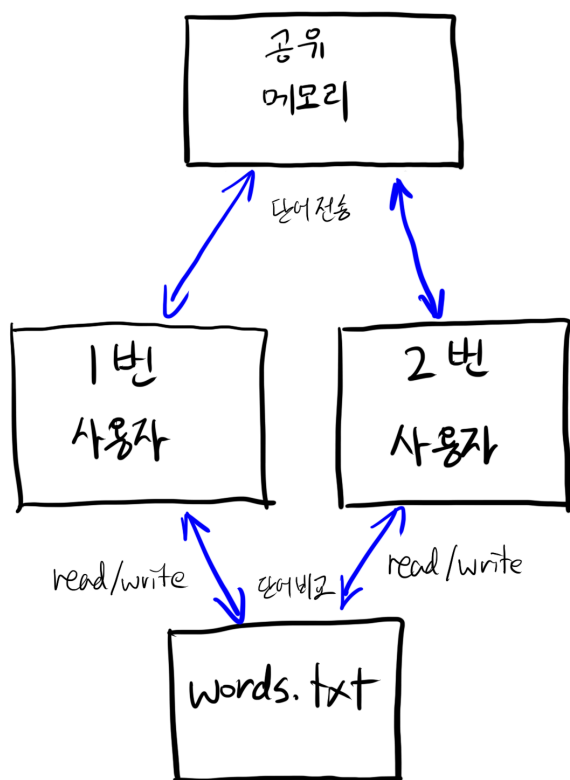 공유
메모리
단어 전송
1번
사용자
2번
사용자
read/write
단어비교
read/write
words.txt